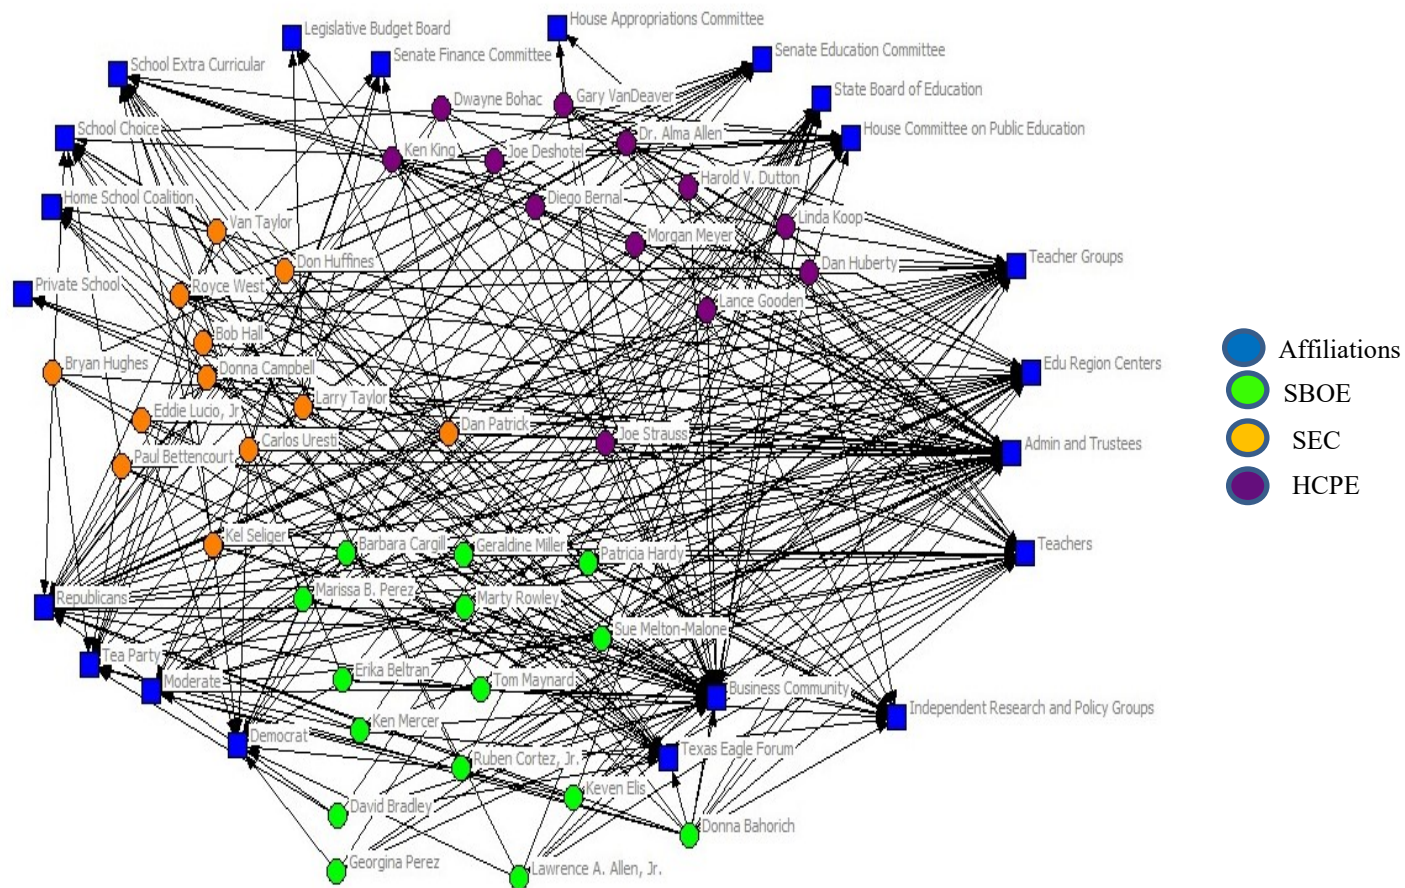 House Appropriations Committee
Legislative Budget Board
Senate Finance Committee
Senate Education Committee
School Extra Curricular
State Board of Education
Dwayne Bohac
Gary VanDeaver
School Choice
Dr. Alma Allen
House Committee on Public Education
Ken King
Joe Deshotel
Harold V. Dutton
Home School Coalition
Diego Bernal
Van Taylor
Linda Koop
Morgan Meyer
Teacher Groups
Don Huffines
Dan Huberty
Private School
Royce West
Lance Gooden
Bob Hall
Affiliations
Bryan Hughes
Donna Campbell
Edu Region Centers
SBOE
Larry Taylor
Eddie Lucio, Jr
Dan Patrick
Carlos Uresti
Joe Strauss
SEC
Admin and Trustees
Paul Bettencourt
HCPE
Kel Seliger
Barbara Cargill
Geraldine Miller
Patricia Hardy
Teachers
Marissa B. Perez
Marty Rowley
Republicans
Sue Melton-Malone
Tea Party
Erika Beltran
Tom Maynard
Moderate
Business Community
Independent Research and Policy Groups
Ken Mercer
Democrat
Texas Eagle Forum
Ruben Cortez, Jr.
Keven Elis
David Bradley
Donna Bahorich
Georgina Perez
Lawrence A. Allen, Jr.